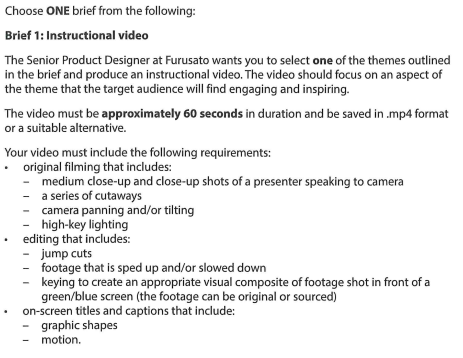 Choose ONE brief from the following:
Brief 1: Instructional video
The Senior Product Designer at Furusato wants you to select one of the themes outlined
in the brief and produce an instructional video. The video should focus on an aspect of
the theme that the target audience will find engaging and inspiring.
The video must be approximately 60 seconds in duration and be saved in .mp4 format
or a suitable alternative.
Your video must include the following requirements:
• original filming that includes:
– medium close-up and close-up shots of a presenter speaking to camera
– a series of cutaways
– camera panning and/or tilting
– high-key lighting
• editing that includes:
– jump cuts
– footage that is sped up and/or slowed down
– keying to create an appropriate visual composite of footage shot in front of a
green/blue screen (the footage can be original or sourced)
• on-screen titles and captions that include:
– graphic shapes
– motion.